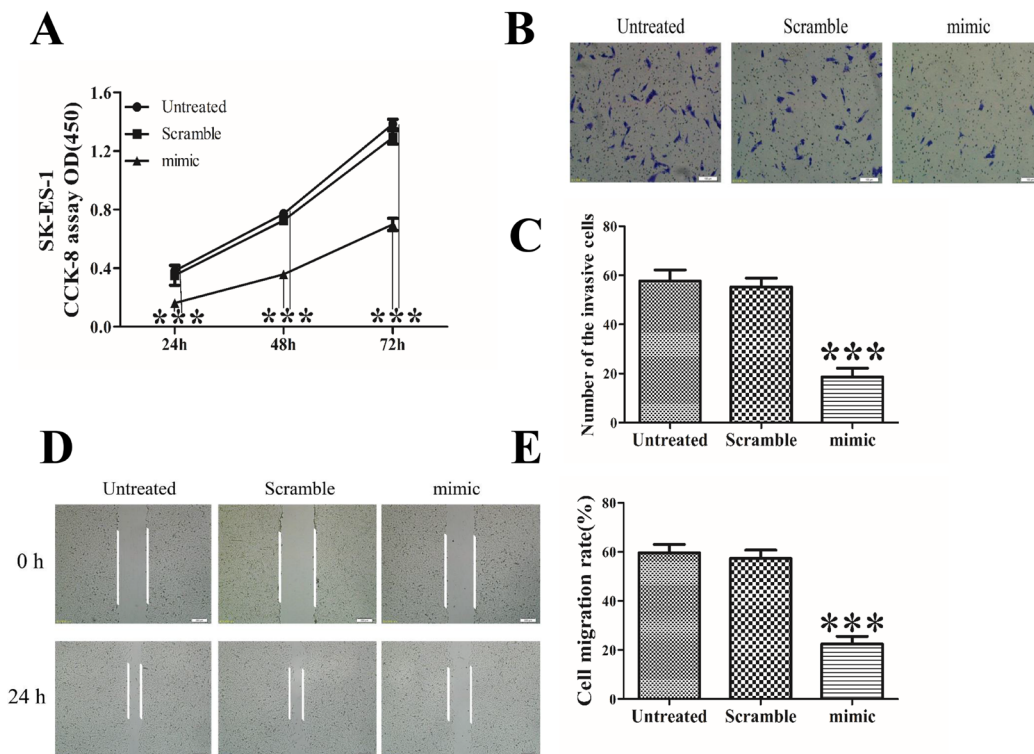 A
SK-ES-1
CCK-8 assay OD(450)
1.6
1.2
0.8
0.4
0.0
Untreated
Scramble
mimic
***
***
***
24h
48h
72h
B
Untreated
Scramble
mimic
C
Number of the invasive cells
80
60
40
20
0
***
Untreated
Scramble
mimic
D
Untreated
Scramble
mimic
0 h
24 h
E
Cell migration rate(%)
80
60
40
20
0
***
Untreated
Scramble
mimic